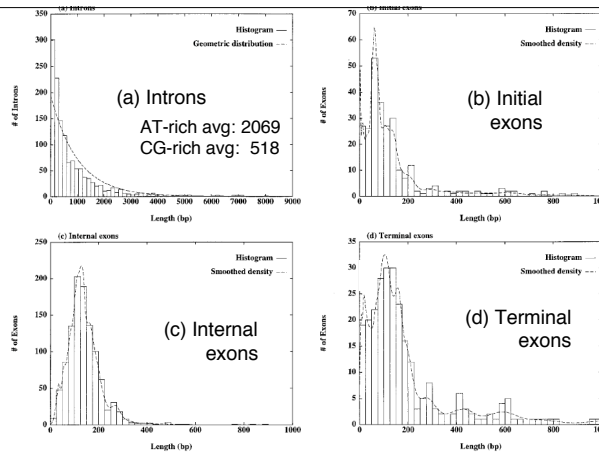 (a) Introns
Histogram
Geometric distribution
# of Introns
350
300
250
200
150
100
50
0
(a) Introns
AT-rich avg: 2069
CG-rich avg: 518
0 1000 2000 3000 4000 5000 6000 7000 8000 9000
Length (bp)
(b) Initial exons
Histogram
Smoothed density
# of Exons
70
60
50
40
30
20
10
0
(b) Initial
exons
0 200 400 600 800
Length (bp)
(c) Internal exons
Histogram
Smoothed density
# of Exons
250
200
150
100
50
0
(c) Internal
exons
0 200 400 600 800 1000
Length (bp)
(d) Terminal exons
Histogram
Smoothed density
# of Exons
35
30
25
20
15
10
5
0
(d) Terminal
exons
0 200 400 600 800
Length (bp)